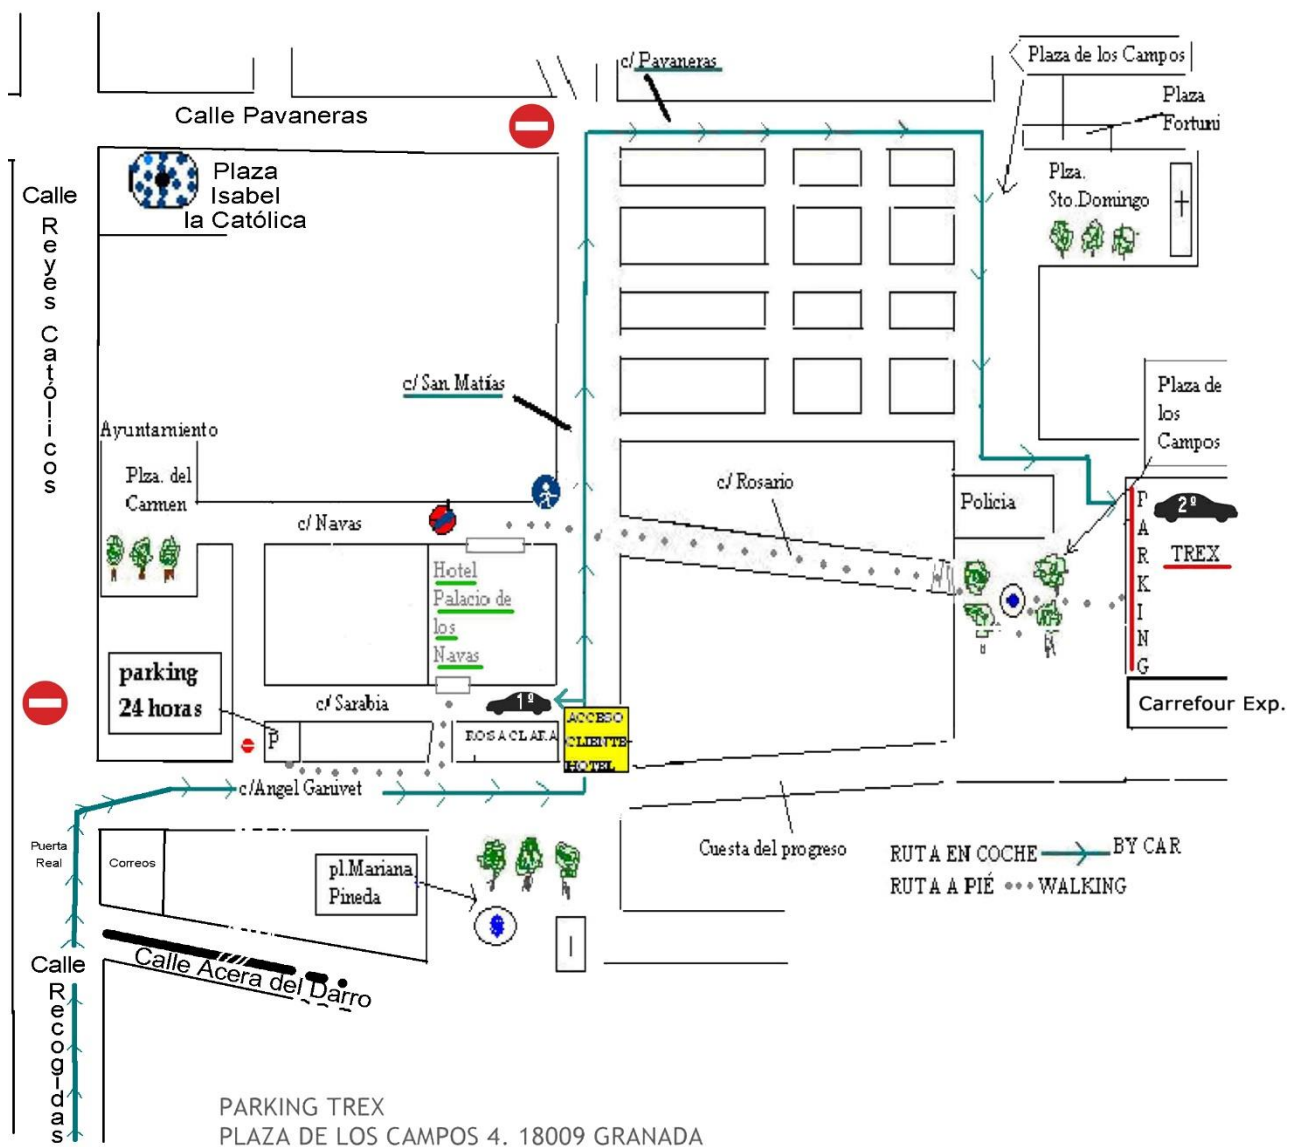 c/ Pavaneras
Plaza de los Campos
Calle Pavaneras
Plaza
Fortuni
Plaza
Isabel
la Católica
Plza.
Sto.Domingo
Calle
Reyes Católicos
c/ San Matías
Plaza de
los
Campos
Ayuntamiento
Plza. del
Carmen
c/ Rosario
Policia
c/ Navas
2º
TREX
PARKING
Hotel
Palacio de
los
Navas
parking
24 horas
c/ Sarabia
1º
Carrefour Exp.
P
ROSA CLARA
ACCESO
CLIENTE
HOTEL
c/Angel Ganivet
Puerta
Real
Correos
pl.Mariana
Pineda
Cuesta del progreso
RUTA EN COCHE BY CAR
RUTA A PIÉ WALKING
Calle Acera del Darro
Calle
Recogidas
PARKING TREX
PLAZA DE LOS CAMPOS 4. 18009 GRANADA